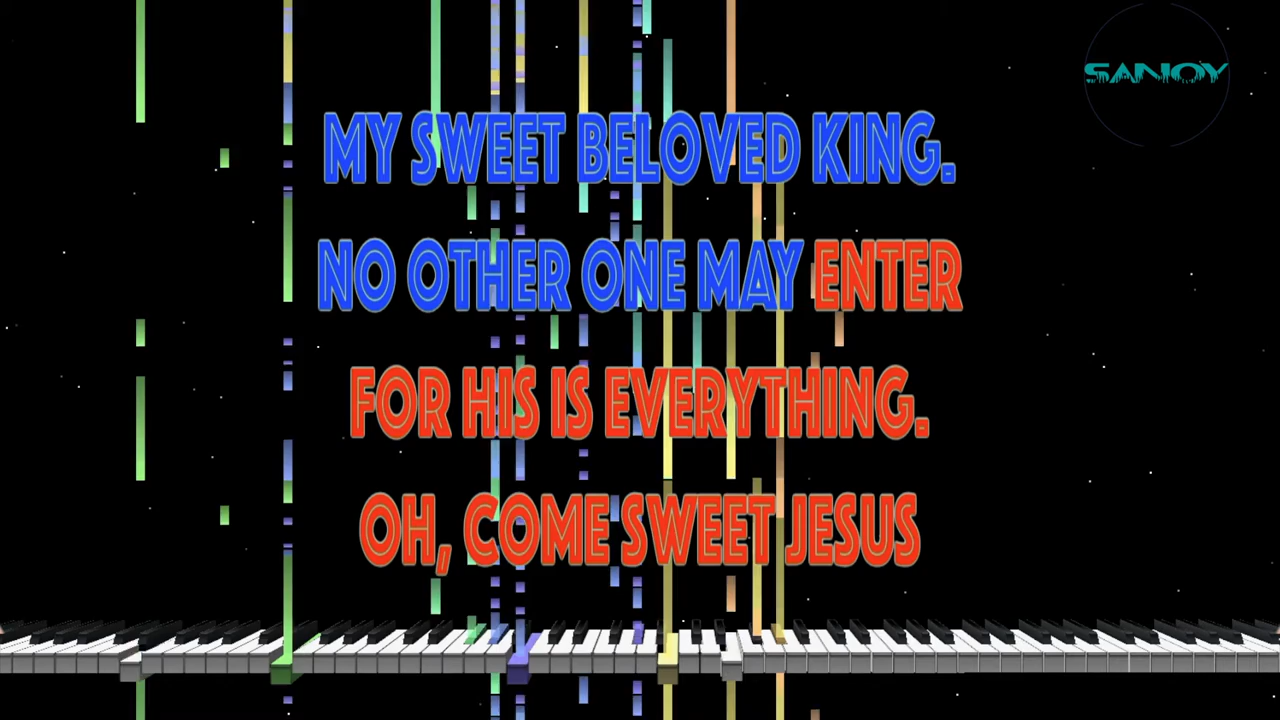 SANOY
MY SWEET BELOVED KING.
NO OTHER ONE MAY ENTER
FOR HIS IS EVERYTHING.
OH, COME SWEET JESUS